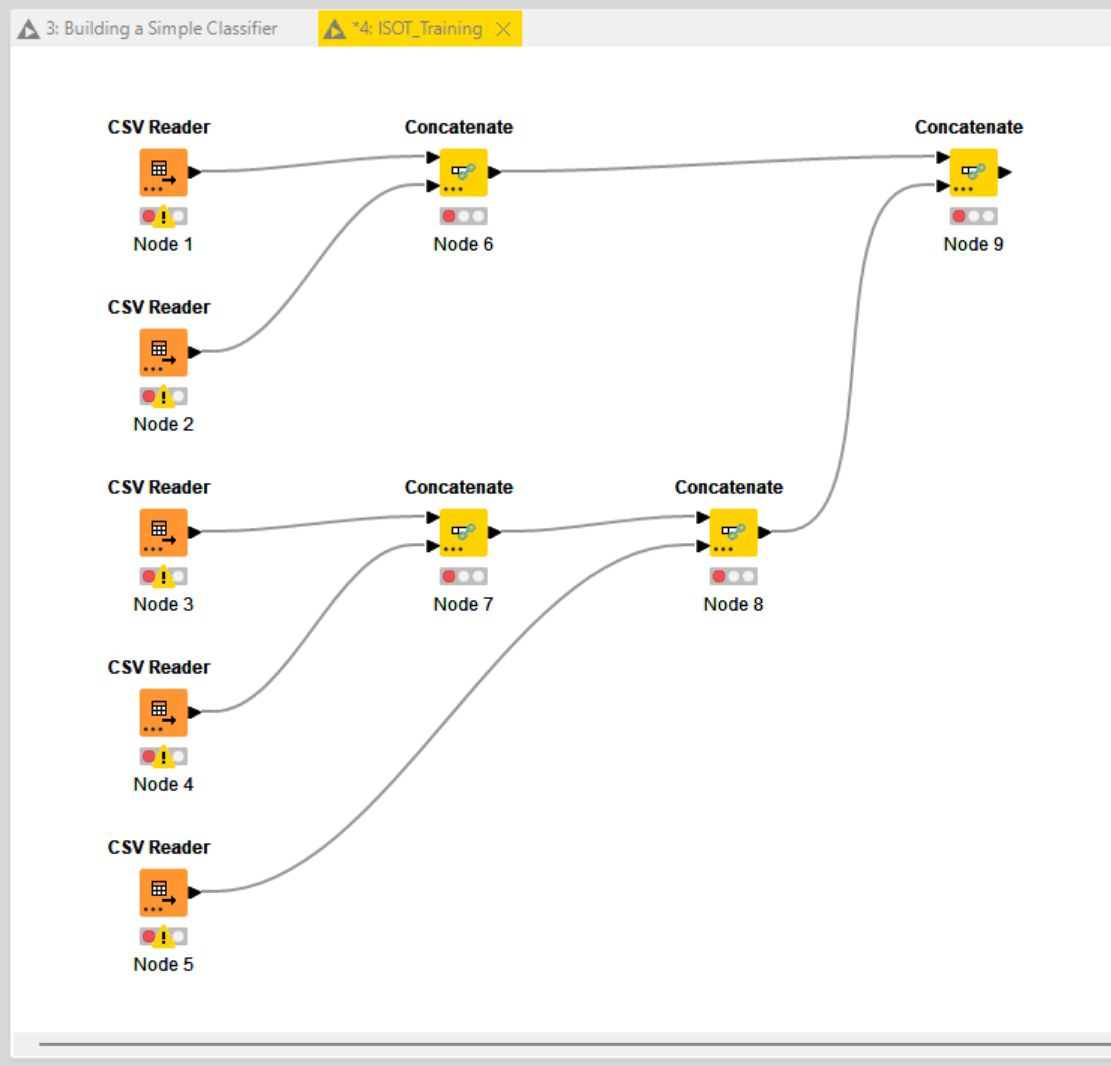 3: Building a Simple Classifier
*4: ISOT_Training
CSV Reader
Concatenate
Concatenate
Node 1
Node 6
Node 9
CSV Reader
Node 2
CSV Reader
Concatenate
Concatenate
Node 3
Node 7
Node 8
CSV Reader
Node 4
CSV Reader
Node 5